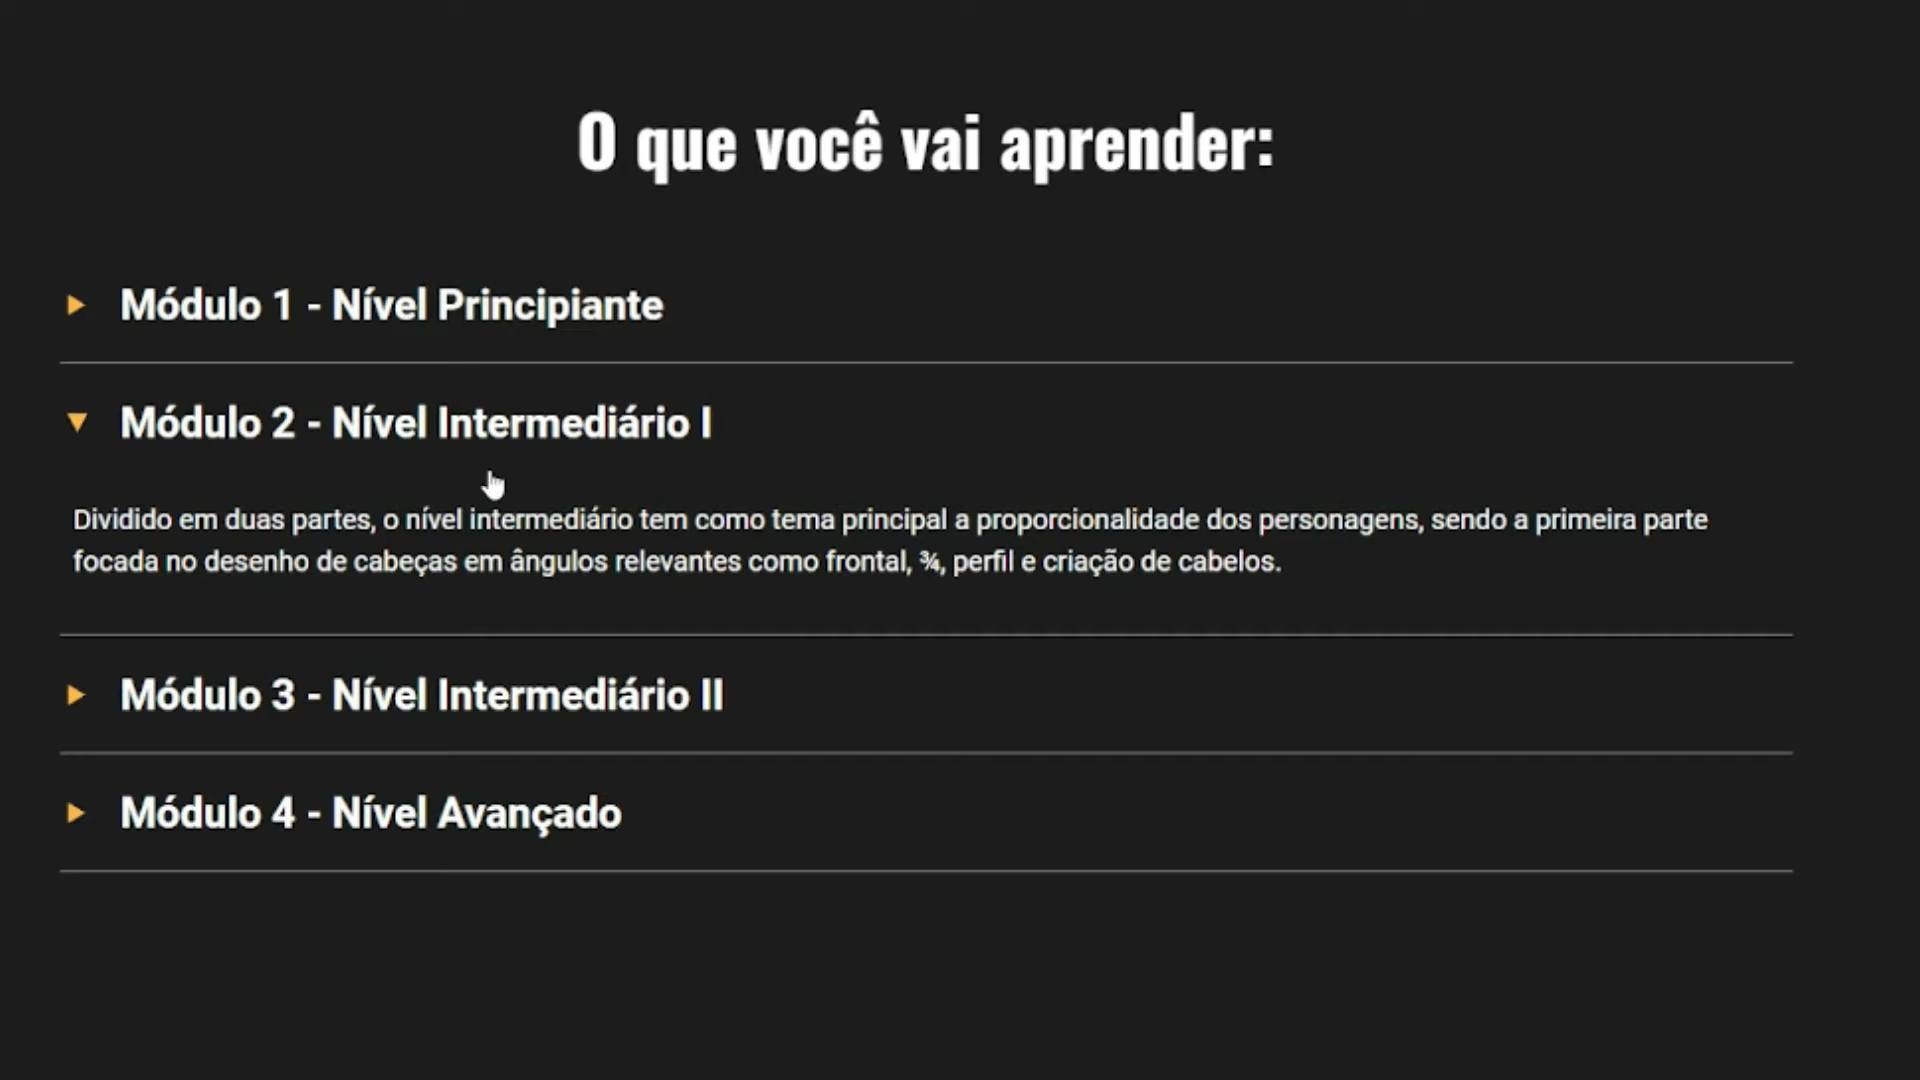 O que você vai aprender:
Módulo 1 - Nível Principiante
Módulo 2 - Nível Intermediário I
Dividido em duas partes, o nível intermediário tem como tema principal a proporcionalidade dos personagens, sendo a primeira parte
focada no desenho de cabeças em ângulos relevantes como frontal, ¾, perfil e criação de cabelos.
Módulo 3 - Nível Intermediário II
Módulo 4 - Nível Avançado